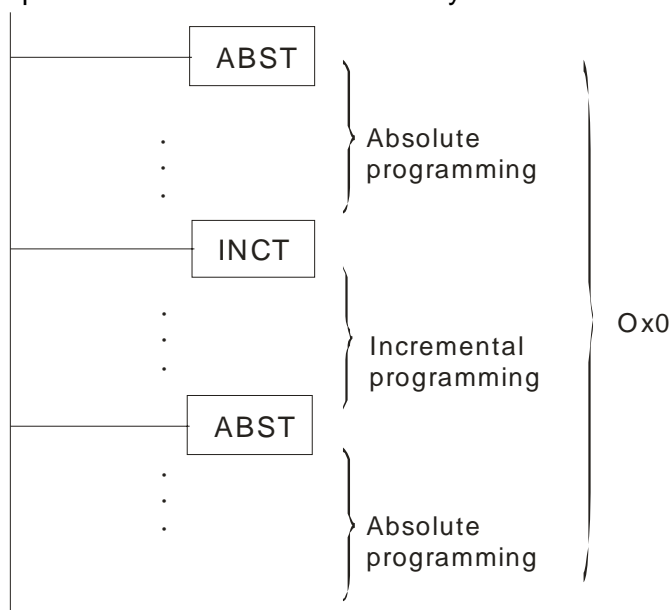 ABST
Absolute
programming
INCT
Incremental
programming
Ox0
ABST
Absolute
programming